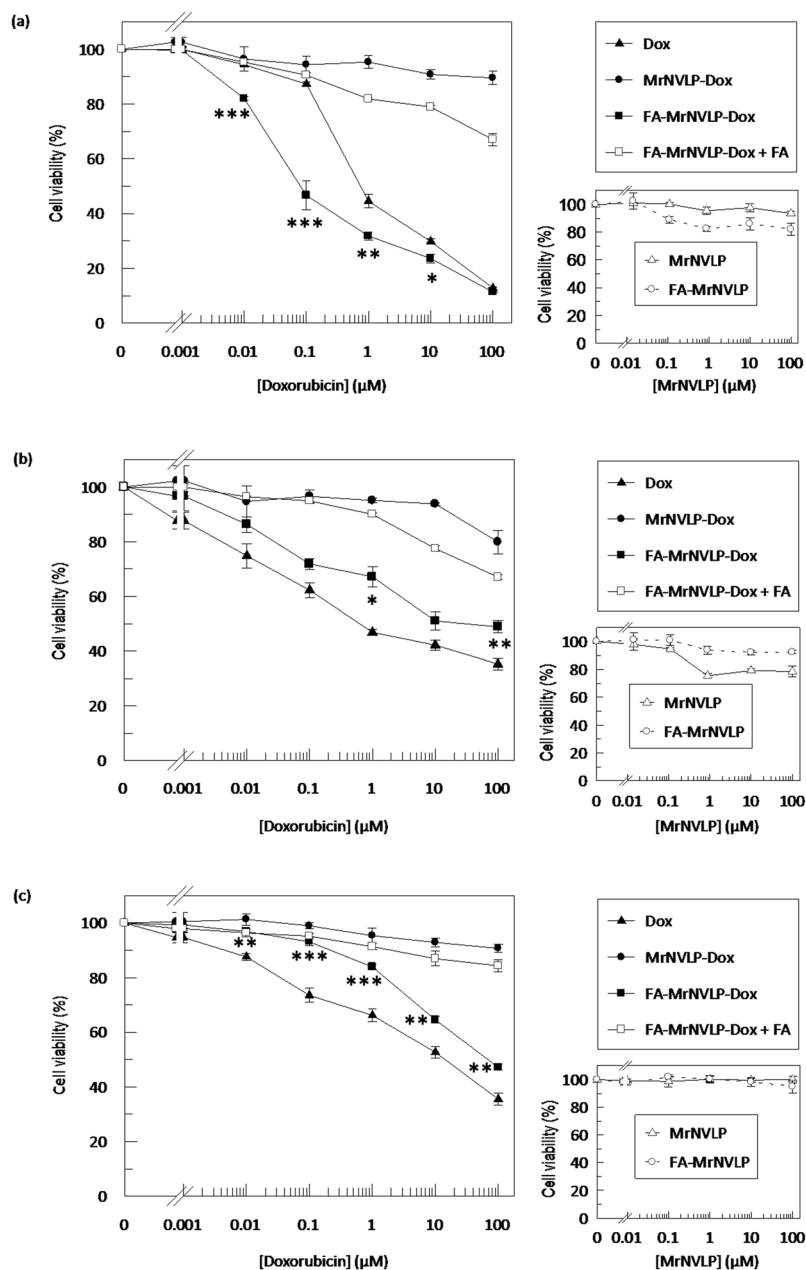 (a)
100
80
60
40
20
0
Cell viability (%)
***
***
**
*
0 0.001 0.01 0.1 1 10 100
[Doxorubicin] (µM)
Dox
MrNVLP-Dox
FA-MrNVLP-Dox
FA-MrNVLP-Dox + FA
100
80
60
40
20
0
Cell viability (%)
MrNVLP
FA-MrNVLP
0 0.01 0.1 1 10 100
[MrNVLP] (µM)
(b)
100
80
60
40
20
0
Cell viability (%)
*
**
0 0.001 0.01 0.1 1 10 100
[Doxorubicin] (µM)
Dox
MrNVLP-Dox
FA-MrNVLP-Dox
FA-MrNVLP-Dox + FA
100
80
60
40
20
0
Cell viability (%)
MrNVLP
FA-MrNVLP
0 0.01 0.1 1 10 100
[MrNVLP] (µM)
(c)
100
80
60
40
20
0
Cell viability (%)
**
***
***
**
**
0 0.001 0.01 0.1 1 10 100
[Doxorubicin] (µM)
Dox
MrNVLP-Dox
FA-MrNVLP-Dox
FA-MrNVLP-Dox + FA
100
80
60
40
20
0
Cell viability (%)
MrNVLP
FA-MrNVLP
0 0.01 0.1 1 10 100
[MrNVLP] (µM)